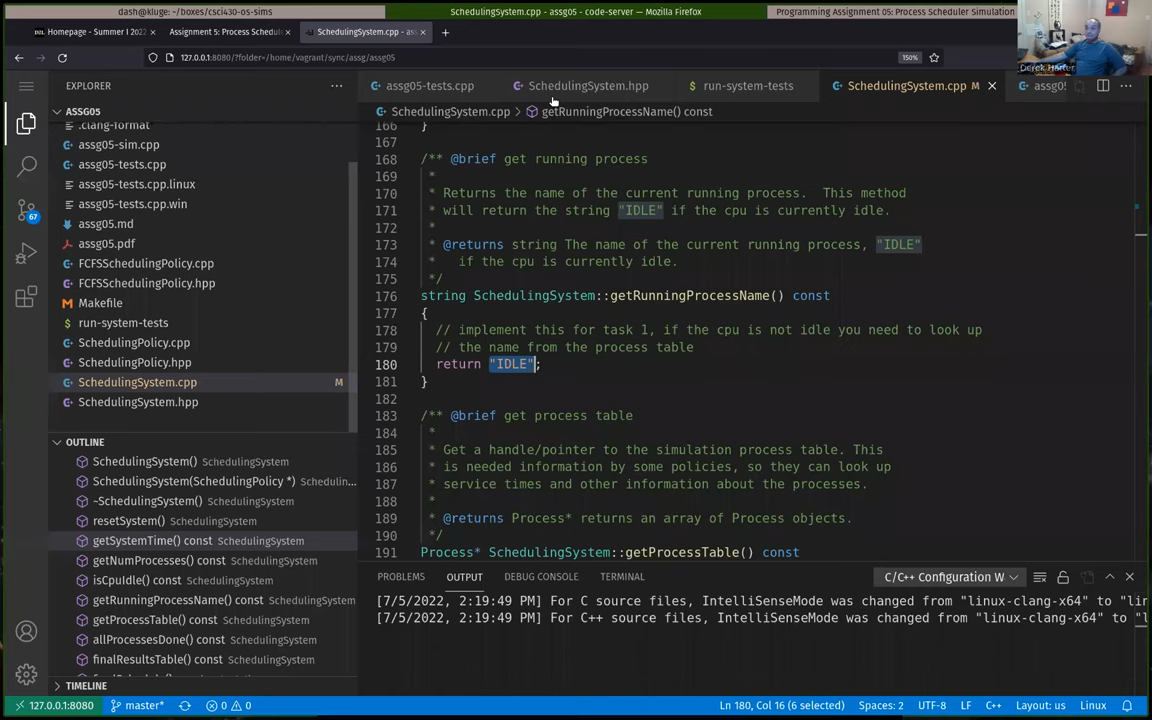 dash@kluge: ~/boxes/csci430-os-sims
SchedulingSystem.cpp - assg05 - code-server — Mozilla Firefox
Programming Assignment 05: Process Scheduler Simulation
Homepage - Summer I 2022
Assignment 5: Process Schedul
SchedulingSystem.cpp - ass
127.0.0.1:8080/?folder=/home/vagrant/sync/assg/assg05
150%
Derek Harter
EXPLORER
ASSG05
.clang-format
assg05-sim.cpp
assg05-tests.cpp
assg05-tests.cpp.linux
assg05-tests.cpp.win
assg05.md
assg05.pdf
FCFSSchedulingPolicy.cpp
FCFSSchedulingPolicy.hpp
Makefile
run-system-tests
SchedulingPolicy.cpp
SchedulingPolicy.hpp
SchedulingSystem.cpp M
SchedulingSystem.hpp
67
OUTLINE
SchedulingSystem() SchedulingSystem
SchedulingSystem(SchedulingPolicy *) Schedulin...
~SchedulingSystem() SchedulingSystem
resetSystem() SchedulingSystem
getSystemTime() const SchedulingSystem
getNumProcesses() const SchedulingSystem
isCpuIdle() const SchedulingSystem
getRunningProcessName() const SchedulingSystem
getProcessTable() const SchedulingSystem
allProcessesDone() const SchedulingSystem
finalResultsTable() const SchedulingSystem
TIMELINE
assg05-tests.cpp
SchedulingSystem.hpp
run-system-tests
SchedulingSystem.cpp M
assg0
SchedulingSystem.cpp > getRunningProcessName() const
166 }
167
168 /** @brief get running process
169 *
170 * Returns the name of the current running process.  This method
171 * will return the string "IDLE" if the cpu is currently idle.
172 *
173 * @returns string The name of the current running process, "IDLE"
174 *   if the cpu is currently idle.
175 */
176 string SchedulingSystem::getRunningProcessName() const
177 {
178 // implement this for task 1, if the cpu is not idle you need to look up
179 // the name from the process table
180 return "IDLE";
181 }
182
183 /** @brief get process table
184 *
185 * Get a handle/pointer to the simulation process table. This
186 * is needed information by some policies, so they can look up
187 * service times and other information about the processes.
188 *
189 * @returns Process* returns an array of Process objects.
190 */
191 Process* SchedulingSystem::getProcessTable() const
PROBLEMS OUTPUT DEBUG CONSOLE TERMINAL C/C++ Configuration W
[7/5/2022, 2:19:49 PM] For C source files, IntelliSenseMode was changed from "linux-clang-x64" to "lin
[7/5/2022, 2:19:49 PM] For C++ source files, IntelliSenseMode was changed from "linux-clang-x64" to "l
127.0.0.1:8080 master* 0 0 Ln 180, Col 16 (6 selected) Spaces: 2 UTF-8 LF C++ Layout: us Linux